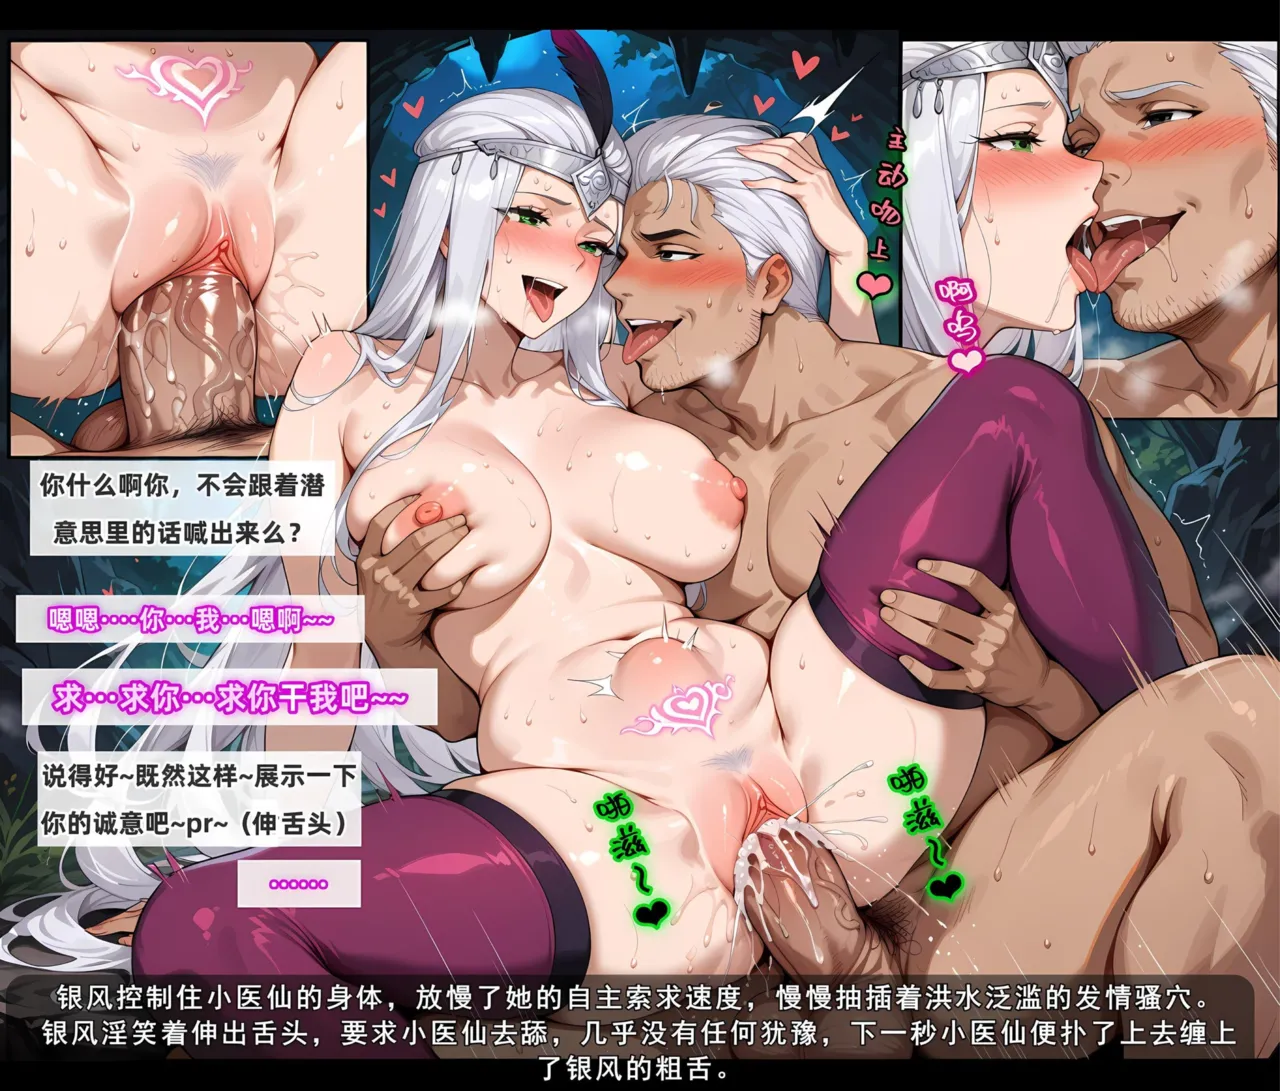 主动吻上
啊呜
你什么啊你，不会跟着潜
意思里的话喊出来么？
嗯嗯····你···我···嗯啊~~
求···求你···求你干我吧~~
说得好~既然这样~展示一下
你的诚意吧~pr~（伸舌头）
······
啪滋~
啪滋~
银风控制住小医仙的身体，放慢了她的自主索求速度，慢慢抽插着洪水泛滥的发情骚穴。
银风淫笑着伸出舌头，要求小医仙去舔，几乎没有任何犹豫，下一秒小医仙便扑了上去缠上
了银风的粗舌。